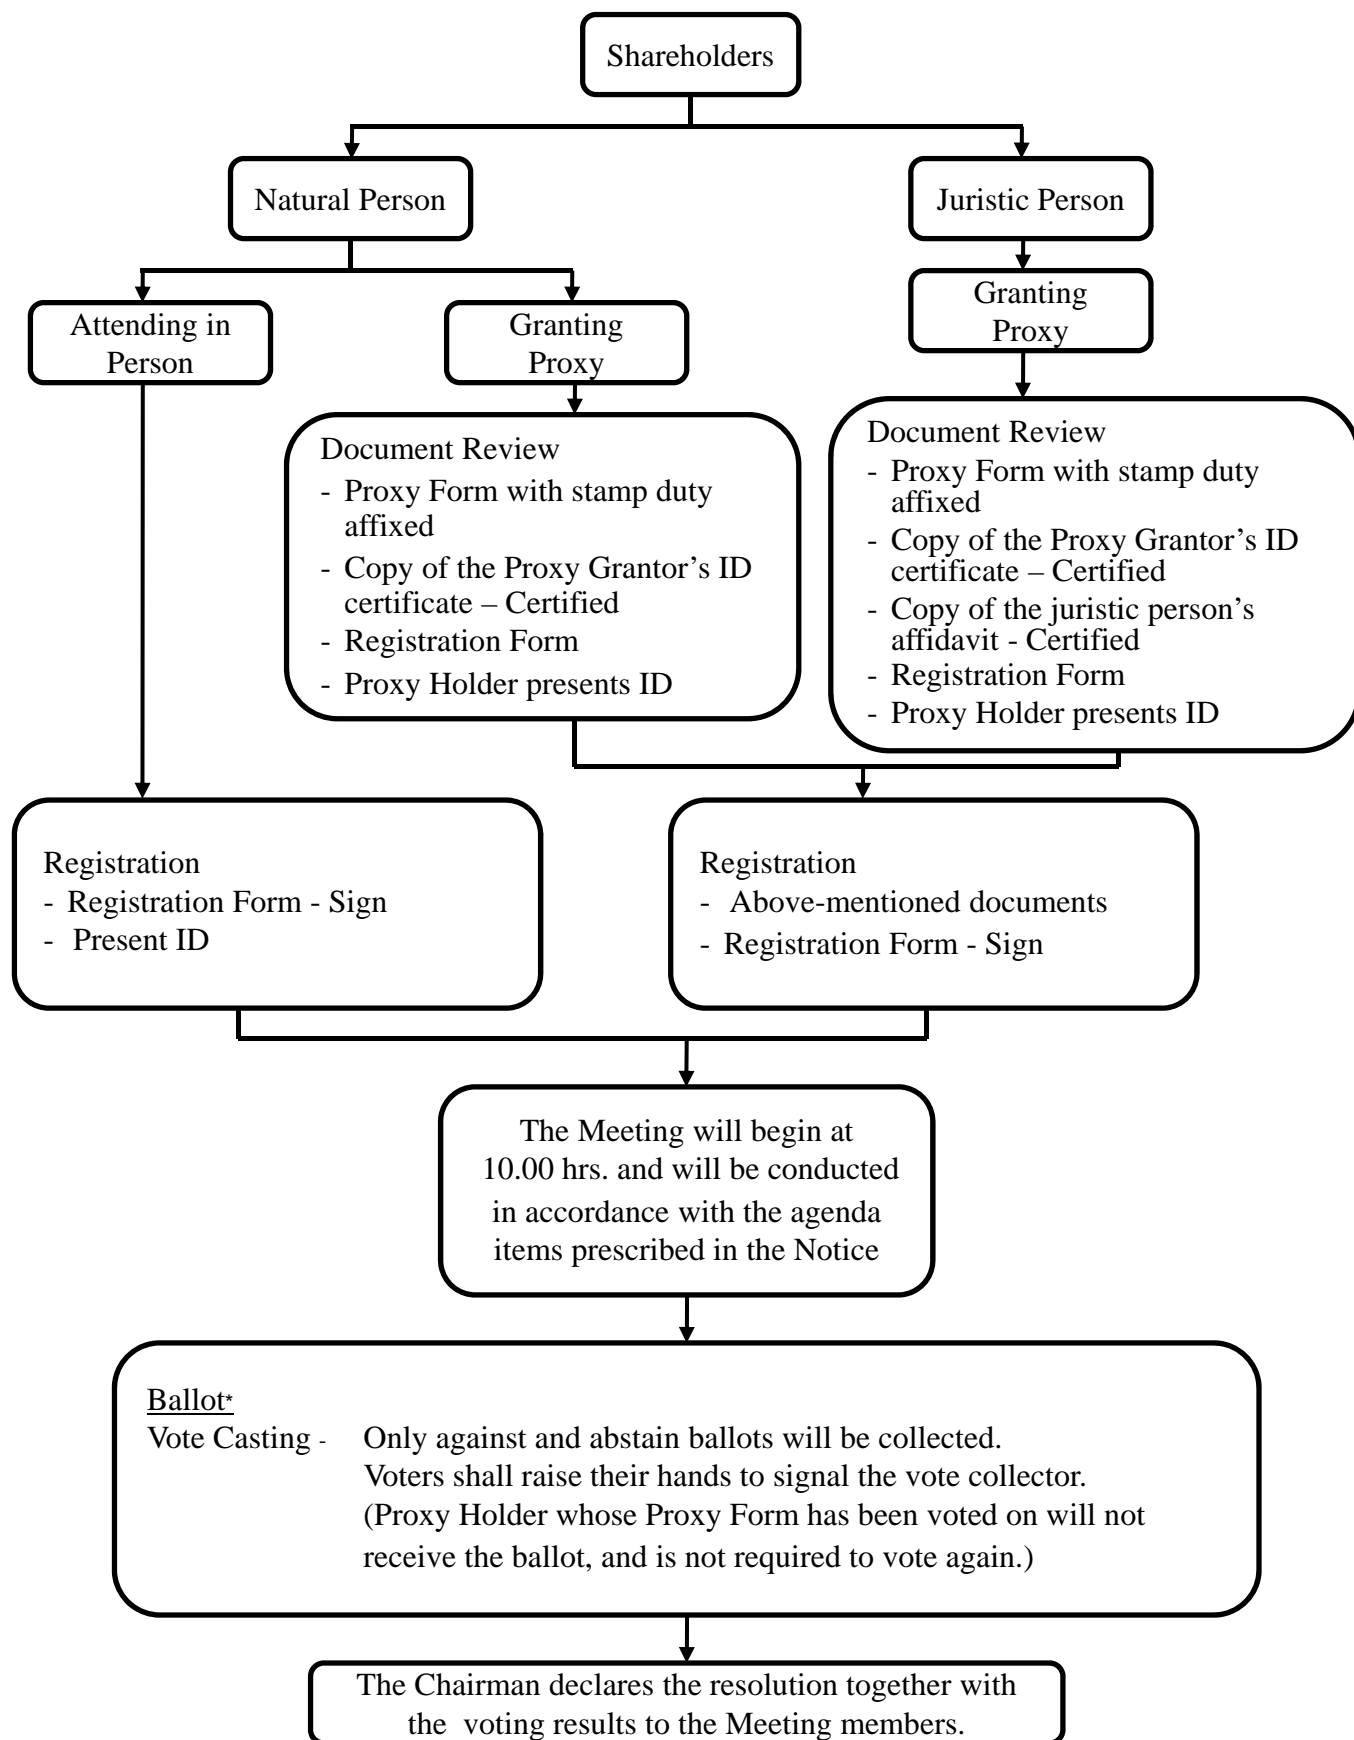 Shareholders
Natural Person
Juristic Person
Attending in
Person
Granting
Proxy
Granting
Proxy
Document Review
- Proxy Form with stamp duty
affixed
- Copy of the Proxy Grantor’s ID
certificate – Certified
- Registration Form
- Proxy Holder presents ID
Document Review
- Proxy Form with stamp duty
affixed
- Copy of the Proxy Grantor’s ID
certificate – Certified
- Copy of the juristic person’s
affidavit - Certified
- Registration Form
- Proxy Holder presents ID
Registration
- Registration Form - Sign
- Present ID
Registration
- Above-mentioned documents
- Registration Form - Sign
The Meeting will begin at
10.00 hrs. and will be conducted
in accordance with the agenda
items prescribed in the Notice
Ballot*
Vote Casting - Only against and abstain ballots will be collected.
Voters shall raise their hands to signal the vote collector.
(Proxy Holder whose Proxy Form has been voted on will not
receive the ballot, and is not required to vote again.)
The Chairman declares the resolution together with
the voting results to the Meeting members.